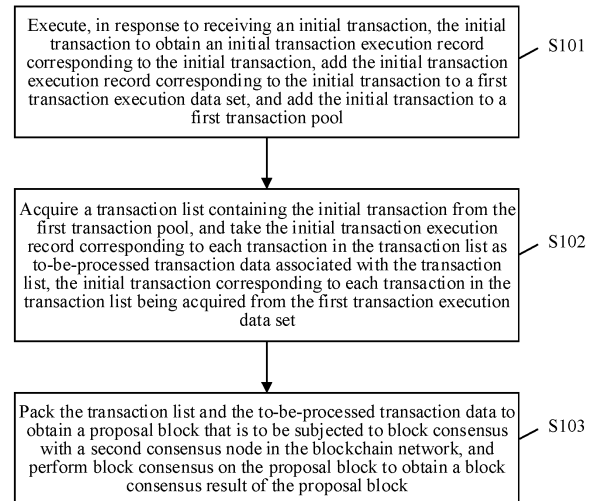 Execute, in response to receiving an initial transaction, the initial
transaction to obtain an initial transaction execution record
corresponding to the initial transaction, add the initial transaction
execution record corresponding to the initial transaction to a first
transaction execution data set, and add the initial transaction to a
first transaction pool
S101
Acquire a transaction list containing the initial transaction from the
first transaction pool, and take the initial transaction execution
record corresponding to each transaction in the transaction list as
to-be-processed transaction data associated with the transaction
list, the initial transaction corresponding to each transaction in the
transaction list being acquired from the first transaction execution
data set
S102
Pack the transaction list and the to-be-processed transaction data to
obtain a proposal block that is to be subjected to block consensus
with a second consensus node in the blockchain network, and
perform block consensus on the proposal block to obtain a block
consensus result of the proposal block
S103